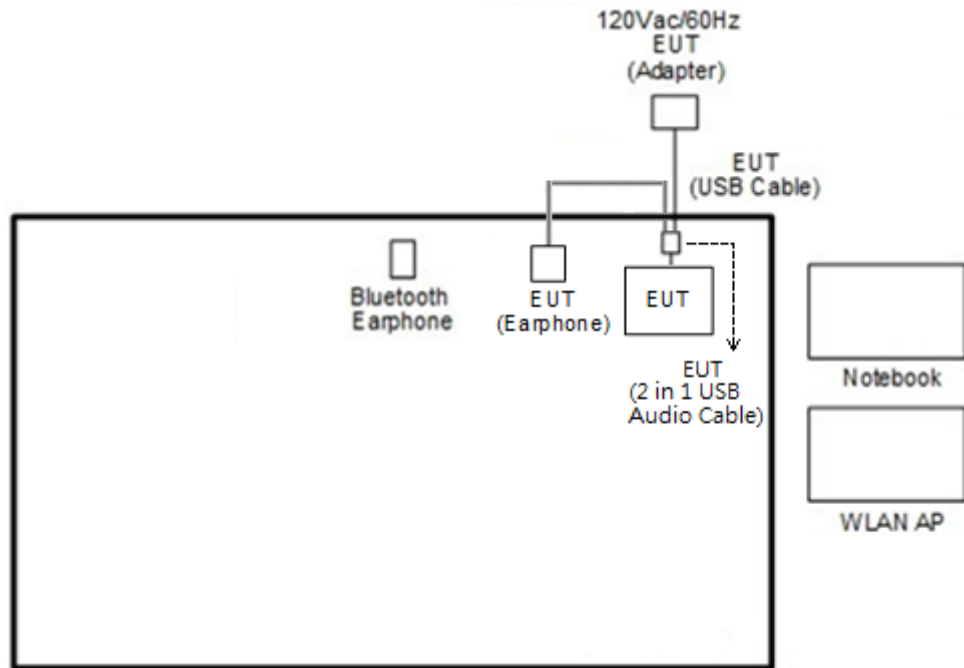 120Vac/60Hz
EUT
(Adapter)
EUT
(USB Cable)
Bluetooth
Earphone
EUT
(Earphone)
EUT
EUT
(2 in 1 USB
Audio Cable)
Notebook
WLAN AP